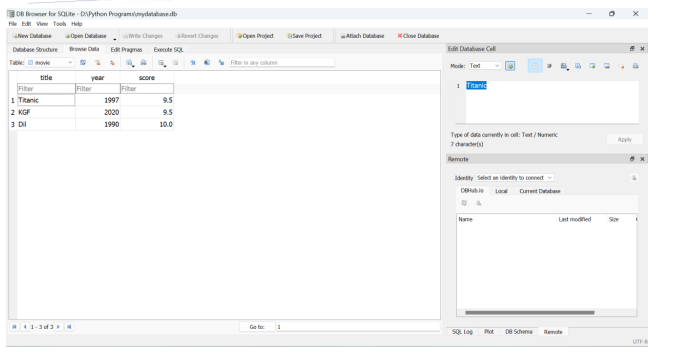 DB Browser for SQLite - D:\Python Programs\mydatabase.db
File Edit View Tools Help
New Database Open Database Write Changes Revert Changes Open Project Save Project Attach Database Close Database
Database Structure Browse Data Edit Pragmas Execute SQL
Table: movie Filter in any column
title year score
Filter Filter Filter
1 Titanic 1997 9.5
2 KGF 2020 9.5
3 Dil 1990 10.0
1 - 3 of 3 Go to: 1
Edit Database Cell
Mode: Text
1 Titanic
Type of data currently in cell: Text / Numeric
7 character(s)
Apply
Remote
Identity Select an identity to connect
DBHub.io Local Current Database
Name Last modified Size
SQL Log Plot DB Schema Remote
UTF-8